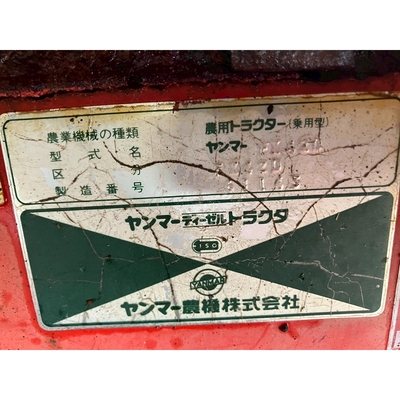 農業機械の種類 農用トラクター(乗用型)
型式名 ヤンマー
区分
製造番号
ヤンマーディーゼルトラクタ
YANMAR
ヤンマー農機株式会社